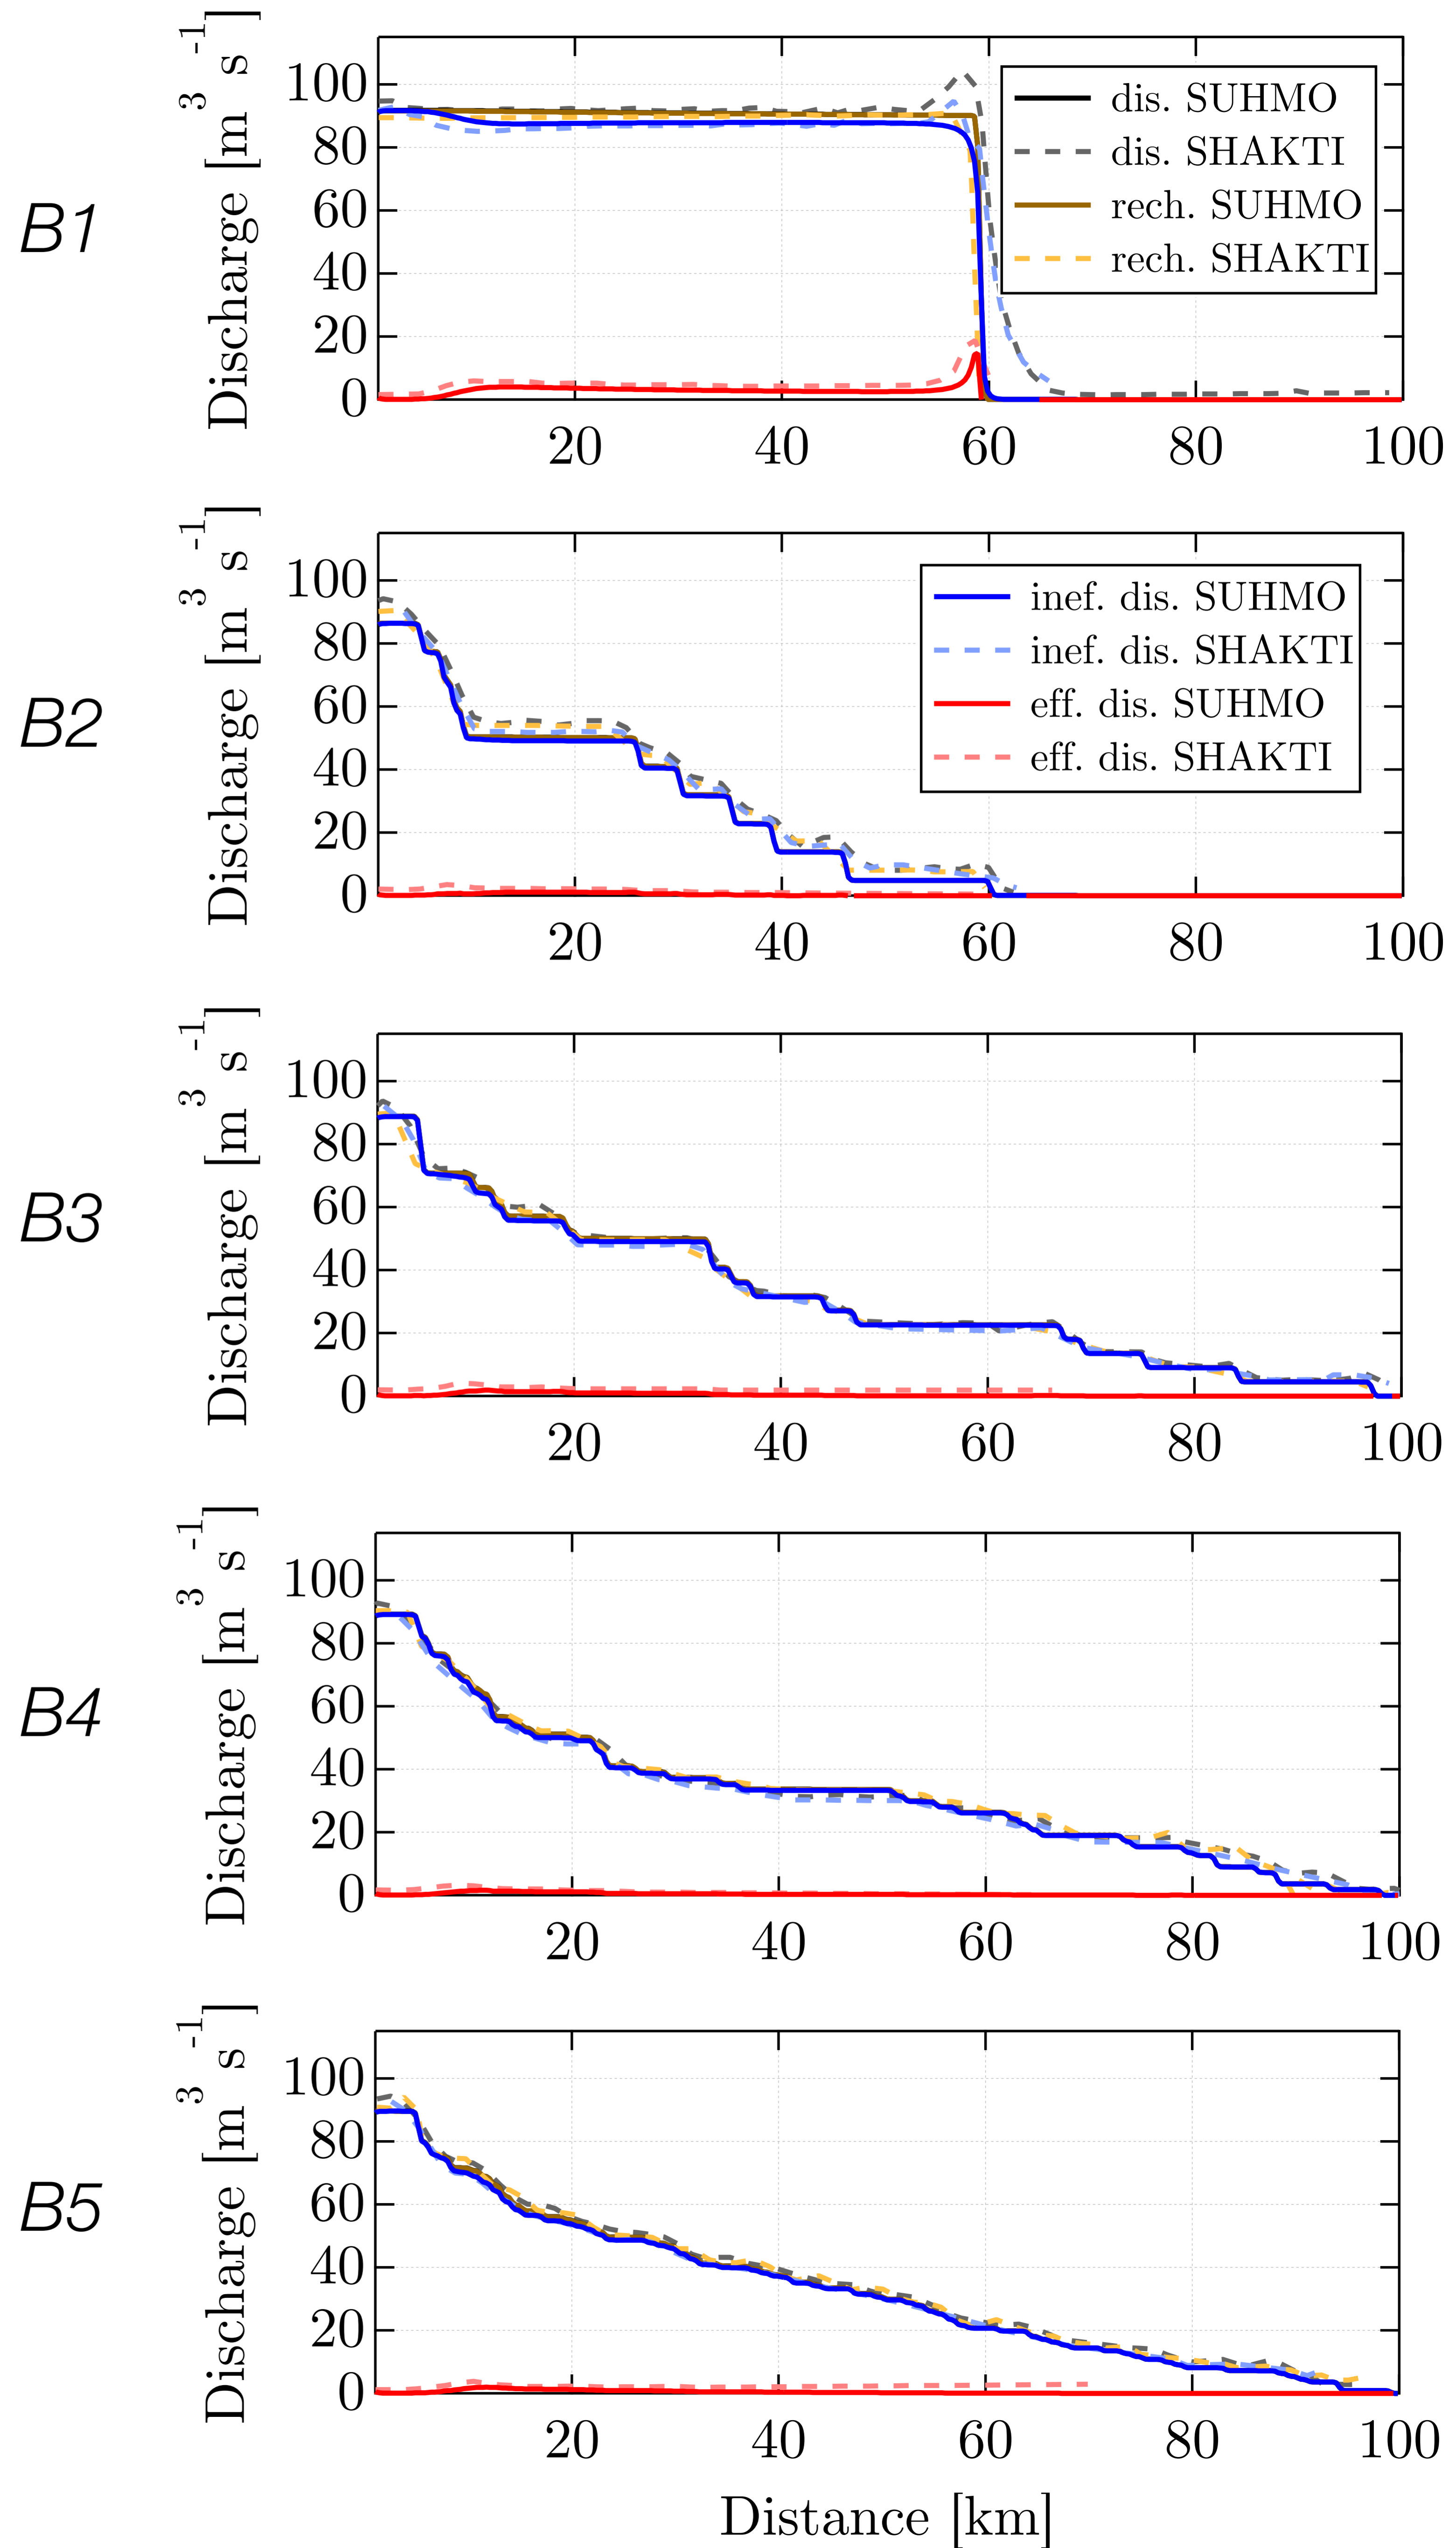 B1
Discharge [m³ s⁻¹]
100
80
60
40
20
0
dis. SUHMO
dis. SHAKTI
rech. SUHMO
rech. SHAKTI
20 40 60 80 100
B2
Discharge [m³ s⁻¹]
100
80
60
40
20
0
inef. dis. SUHMO
inef. dis. SHAKTI
eff. dis. SUHMO
eff. dis. SHAKTI
20 40 60 80 100
B3
Discharge [m³ s⁻¹]
100
80
60
40
20
0
20 40 60 80 100
B4
Discharge [m³ s⁻¹]
100
80
60
40
20
0
20 40 60 80 100
B5
Discharge [m³ s⁻¹]
100
80
60
40
20
0
20 40 60 80 100
Distance [km]